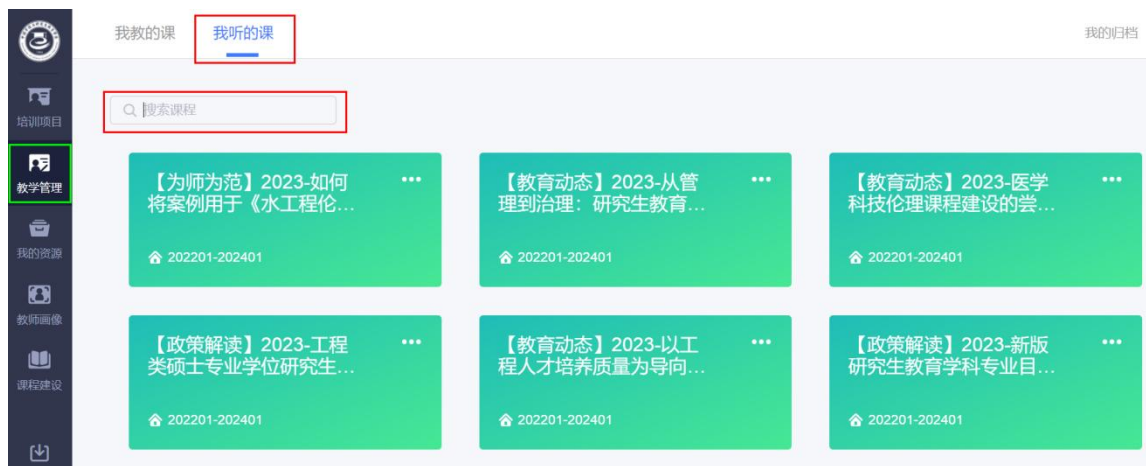 我教的课
我听的课
我的归档
培训项目
教学管理
我的资源
教师画像
课程建设
搜索课程
【为师为范】2023-如何
将案例用于《水工程伦...
202201-202401
【教育动态】2023-从管
理到治理：研究生教育...
202201-202401
【教育动态】2023-医学
科技伦理课程建设的尝...
202201-202401
【政策解读】2023-工程
类硕士专业学位研究生...
202201-202401
【教育动态】2023-以工
程人才培养质量为导向...
202201-202401
【政策解读】2023-新版
研究生教育学科专业目...
202201-202401